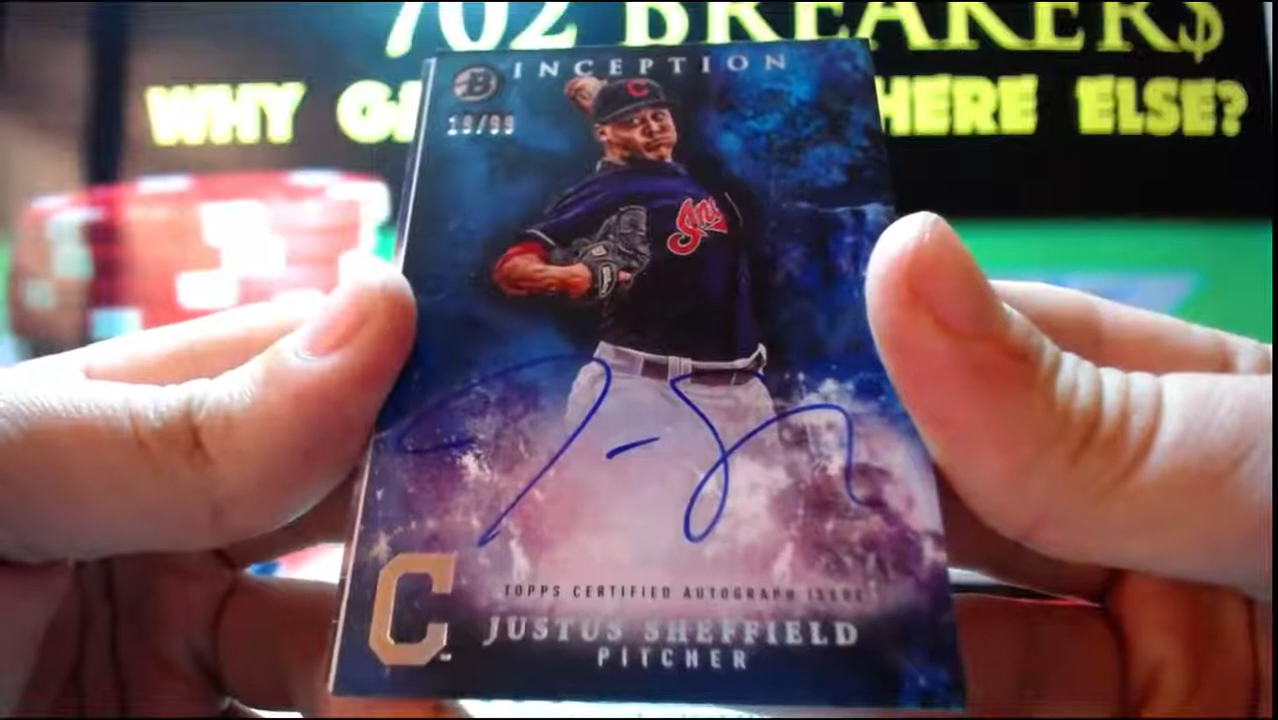 702 BREAKER$
WHY HERE ELSE?
INCEPTION
B
19/99
C
TOPPS CERTIFIED AUTOGRAPH ISSUE
C
JUSTUS SHEFFIELD
PITCHER